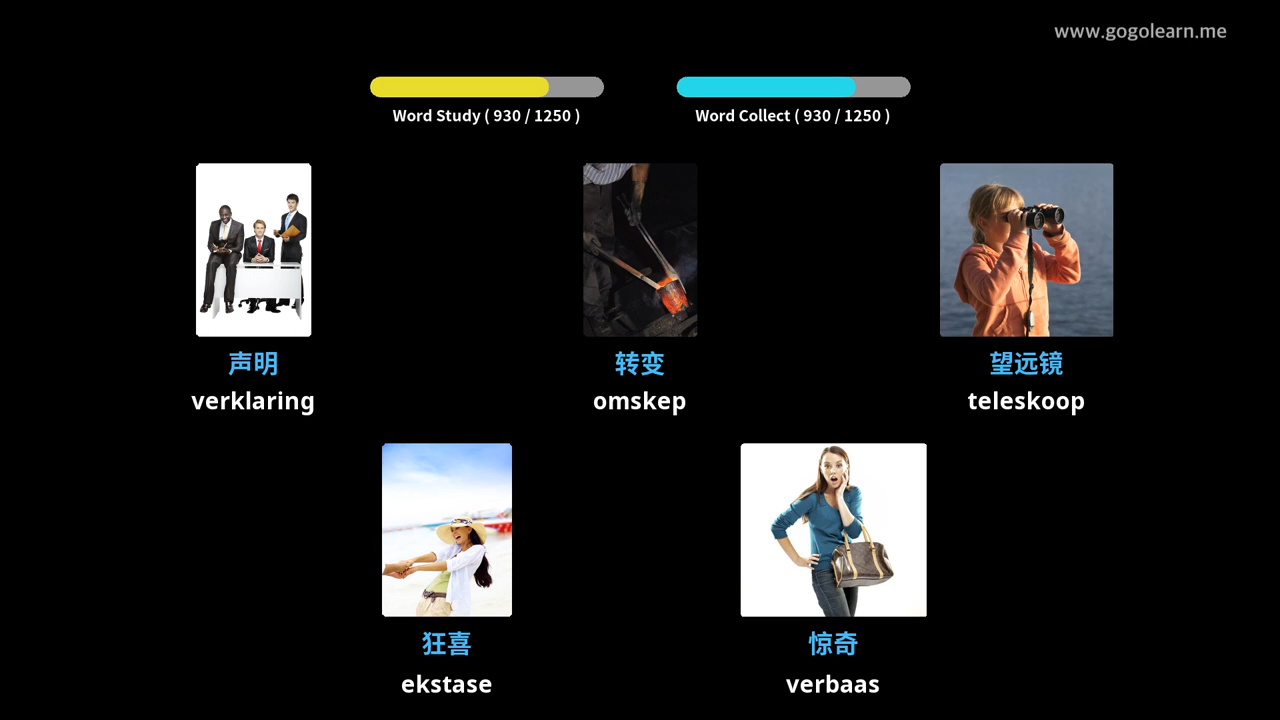 www.gogolearn.me
Word Study ( 930 / 1250 )
Word Collect ( 930 / 1250 )
声明
转变
望远镜
verklaring
omskep
teleskoop
狂喜
惊奇
ekstase
verbaas